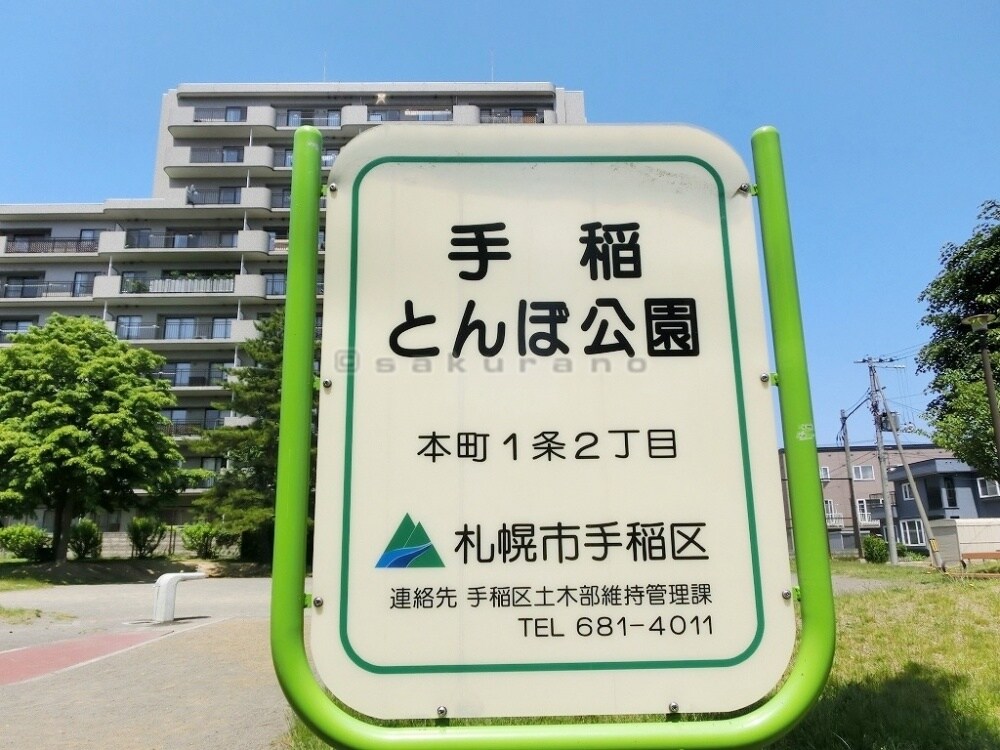 手 稲
とんぼ公園
©sakurano
本町1条2丁目
札幌市手稲区
連絡先 手稲区土木部維持管理課
TEL 681-4011